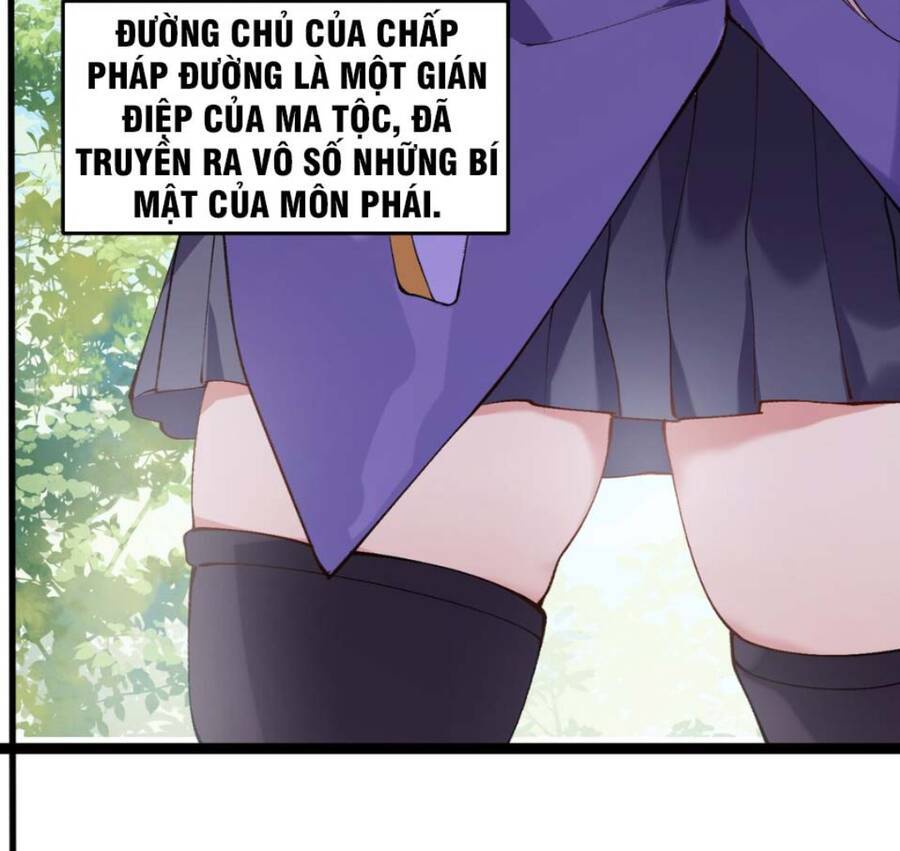 ĐƯỜNG CHỦ CỦA CHẤP
PHÁP ĐƯỜNG LÀ MỘT GIÁN
ĐIỆP CỦA MA TỘC, ĐÃ
TRUYỀN RA VÔ SỐ NHỮNG BÍ
MẬT CỦA MÔN PHÁI.